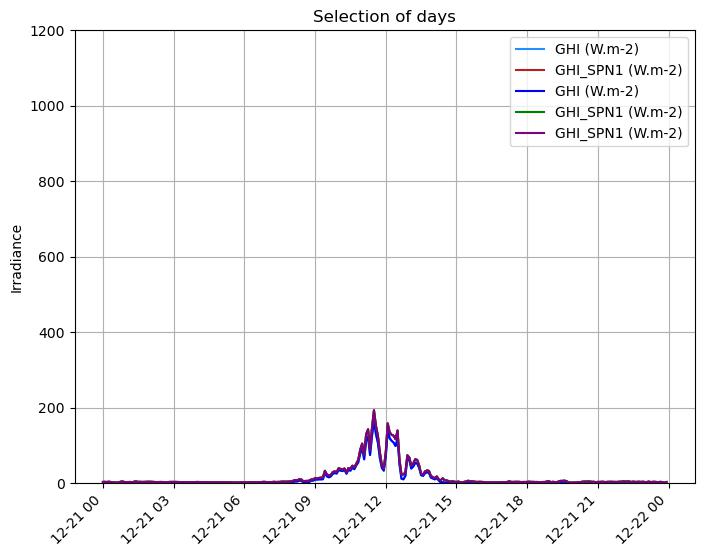 Selection of days
1200
1000
800
600
400
200
0
Irradiance
GHI (W.m-2)
GHI_SPN1 (W.m-2)
GHI (W.m-2)
GHI_SPN1 (W.m-2)
GHI_SPN1 (W.m-2)
12-21 00
12-21 03
12-21 06
12-21 09
12-21 12
12-21 15
12-21 18
12-21 21
12-22 00